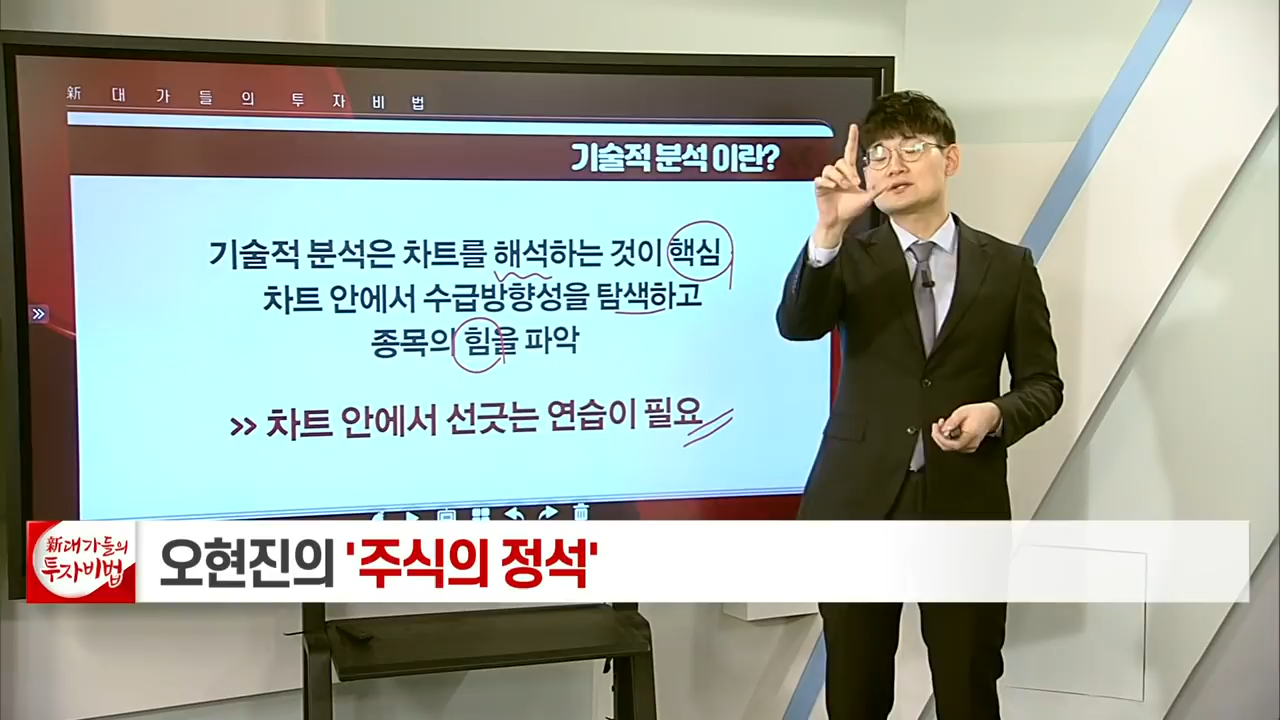 新 대 가 들 의 투 자 비 법
기술적 분석 이란?
기술적 분석은 차트를 해석하는 것이 핵심
차트 안에서 수급방향성을 탐색하고
종목의 힘을 파악
>> 차트 안에서 선긋는 연습이 필요
新대가들의
투자비법
오현진의 '주식의 정석'